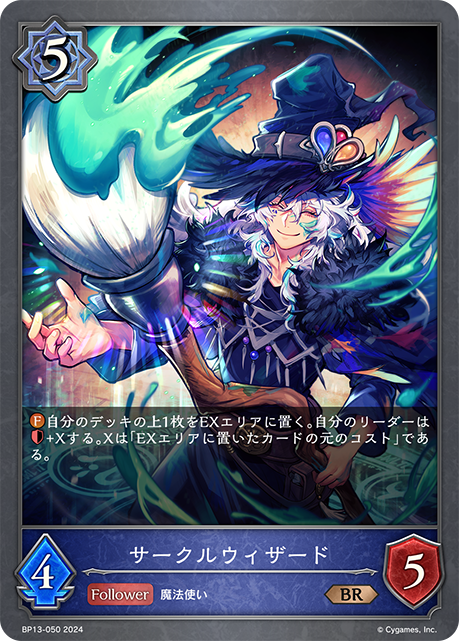 5
F 自分のデッキの上1枚をEXエリアに置く。自分のリーダーは
+Xする。Xは「EXエリアに置いたカードの元のコスト」であ
る。
サークルウィザード
4
Follower 魔法使い BR
5
BP13-050 2024
© Cygames, Inc.